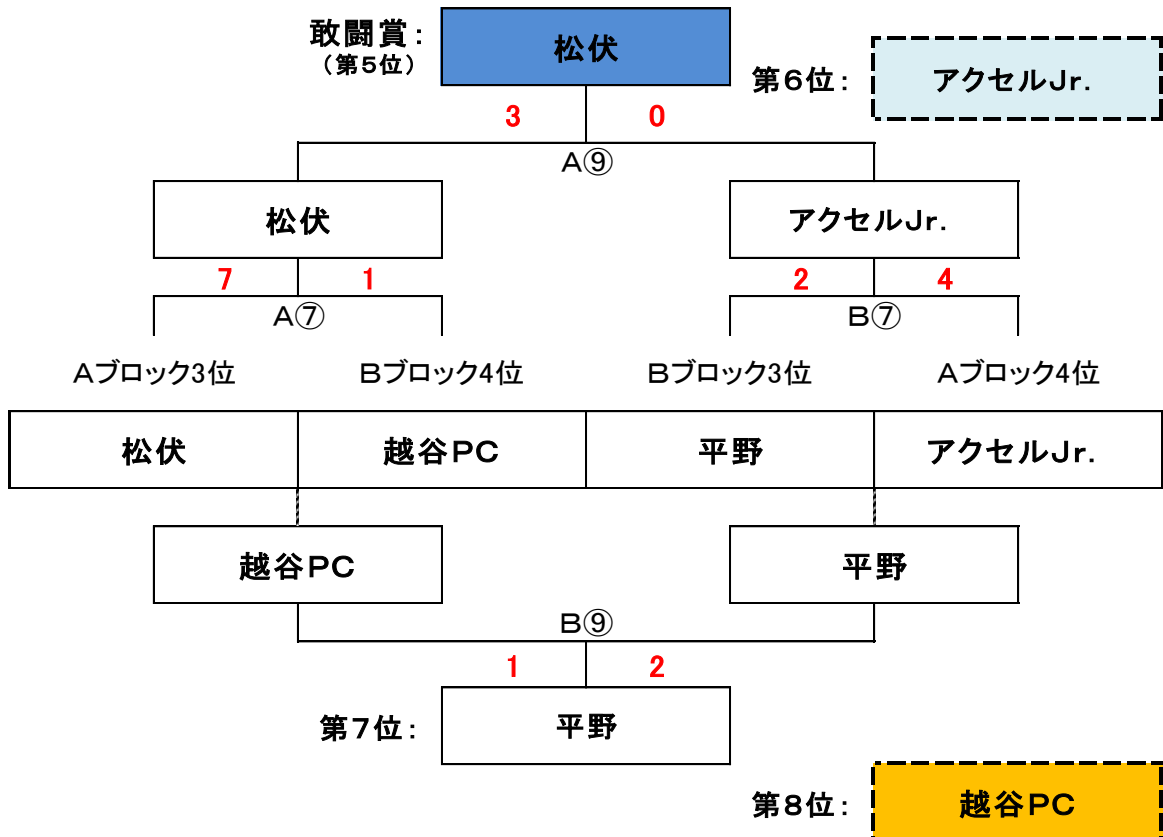 敢闘賞：
（第5位）
松伏
第6位：
アクセルJr.
3
0
A⑨
松伏
アクセルJr.
7
1
2
4
A⑦
B⑦
Aブロック3位
Bブロック4位
Bブロック3位
Aブロック4位
松伏
越谷PC
平野
アクセルJr.
越谷PC
平野
B⑨
1
2
第7位：
平野
第8位：
越谷PC